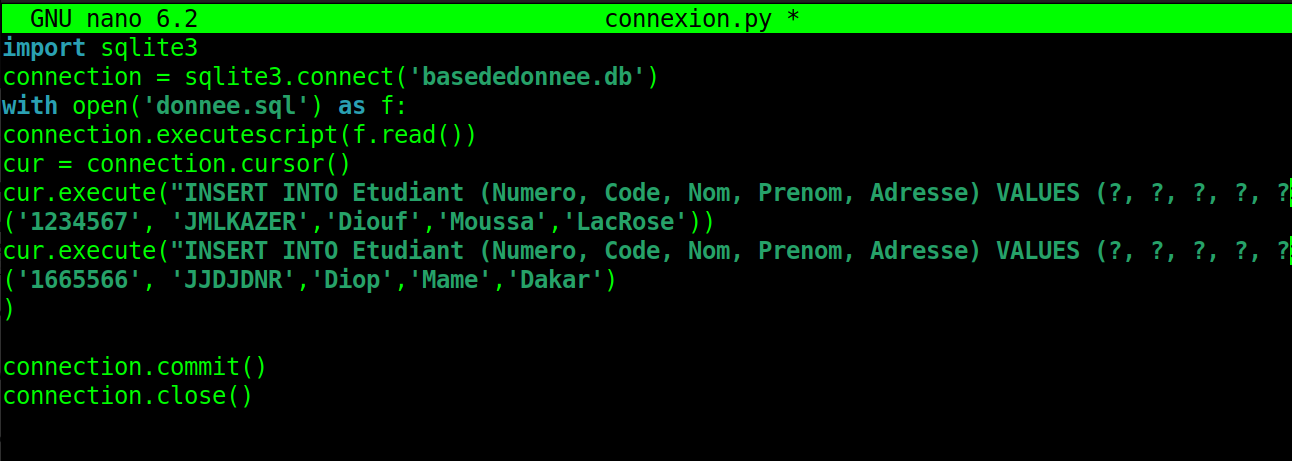 GNU nano 6.2 connexion.py *
import sqlite3
connection = sqlite3.connect('basededonnee.db')
with open('donnee.sql') as f:
connection.executescript(f.read())
cur = connection.cursor()
cur.execute("INSERT INTO Etudiant (Numero, Code, Nom, Prenom, Adresse) VALUES (?, ?, ?, ?, ?
('1234567', 'JMLKAZER','Diouf','Moussa','LacRose'))
cur.execute("INSERT INTO Etudiant (Numero, Code, Nom, Prenom, Adresse) VALUES (?, ?, ?, ?, ?
('1665566', 'JJDJDNR','Diop','Mame','Dakar')
)
connection.commit()
connection.close()